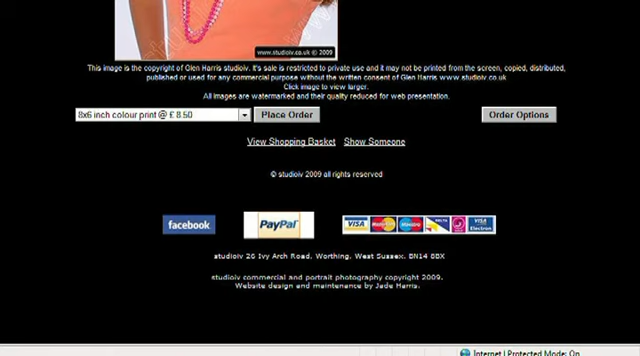 www.studioiv.co.uk © 2009
This image is the copyright of Glen Harris studioiv. it's sale is restricted to private use and it may not be printed from the screen, copied, distributed,
published or used for any commercial purpose without the written consent of Glen Harris www.studioiv.co.uk
Click image to view larger.
All images are watermarked and their quality reduced for web presentation.
8x6 inch colour print @ £ 8.50 Place Order Order Options
View Shopping Basket Show Someone
© studioiv 2009 all rights reserved
facebook PayPal VISA MasterCard Maestro DELTA VISA Electron
studioiv 26 Ivy Arch Road, Worthing, West Sussex, BN14 8BX
studioiv commercial and portrait photography copyright 2009.
Website design and maintenance by Jade Harris.
Internet | Protected Mode: On